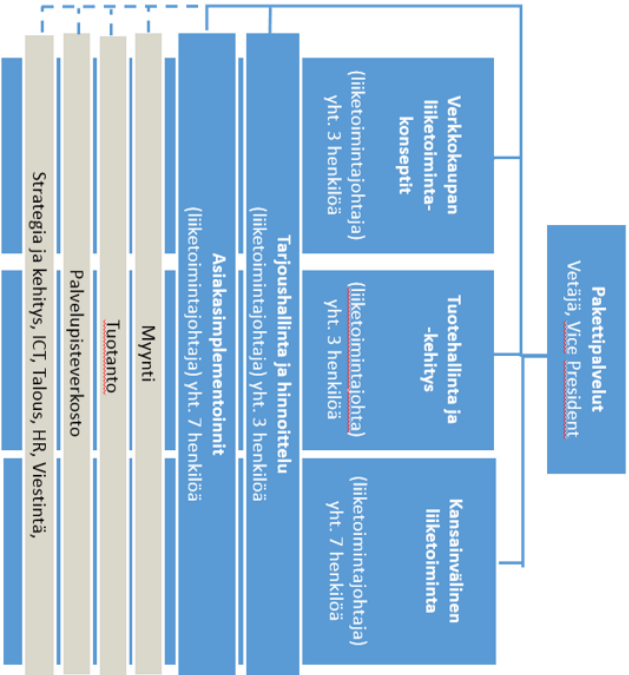 Pakettipalvelut
Vetäjä, Vice President
Verkkokaupan
liiketoiminta-
konseptit
(liiketoimintajohtaja)
yht. 3 henkilöä
Tuotehallinta ja
-kehitys
(liiketoimintajohta)
yht. 3 henkilöä
Kansainvälinen
liiketoiminta
(liiketoimintajohtaja)
yht. 7 henkilöä
Tarjoushallinta ja hinnoittelu
(liiketoimintajohtaja) yht. 3 henkilöä
Asiakasimplementoinnit
(liiketoimintajohtaja) yht. 7 henkilöä
Myynti
Tuotanto
Palvelupisteverkosto
Strategia ja kehitys, ICT, Talous, HR, Viestintä,